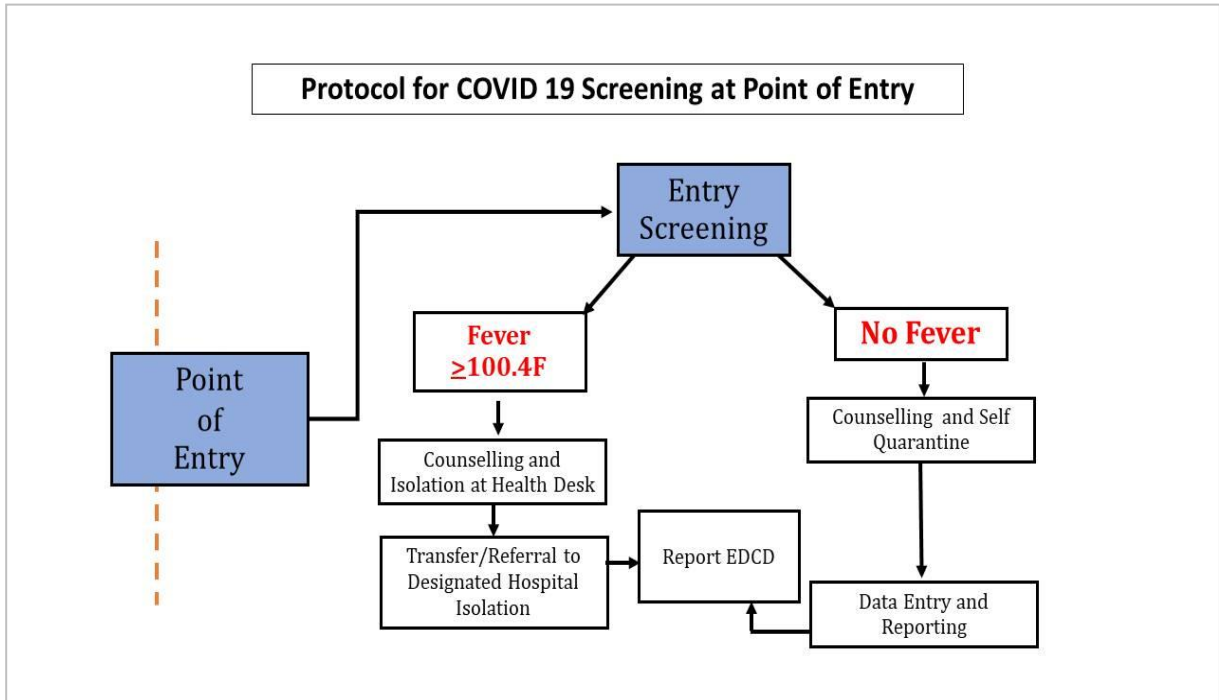 Protocol for COVID 19 Screening at Point of Entry
Entry
Screening
Point
of
Entry
Fever
≥100.4F
No Fever
Counselling and
Isolation at Health Desk
Counselling and Self
Quarantine
Transfer/Referral to
Designated Hospital
Isolation
Report EDCD
Data Entry and
Reporting